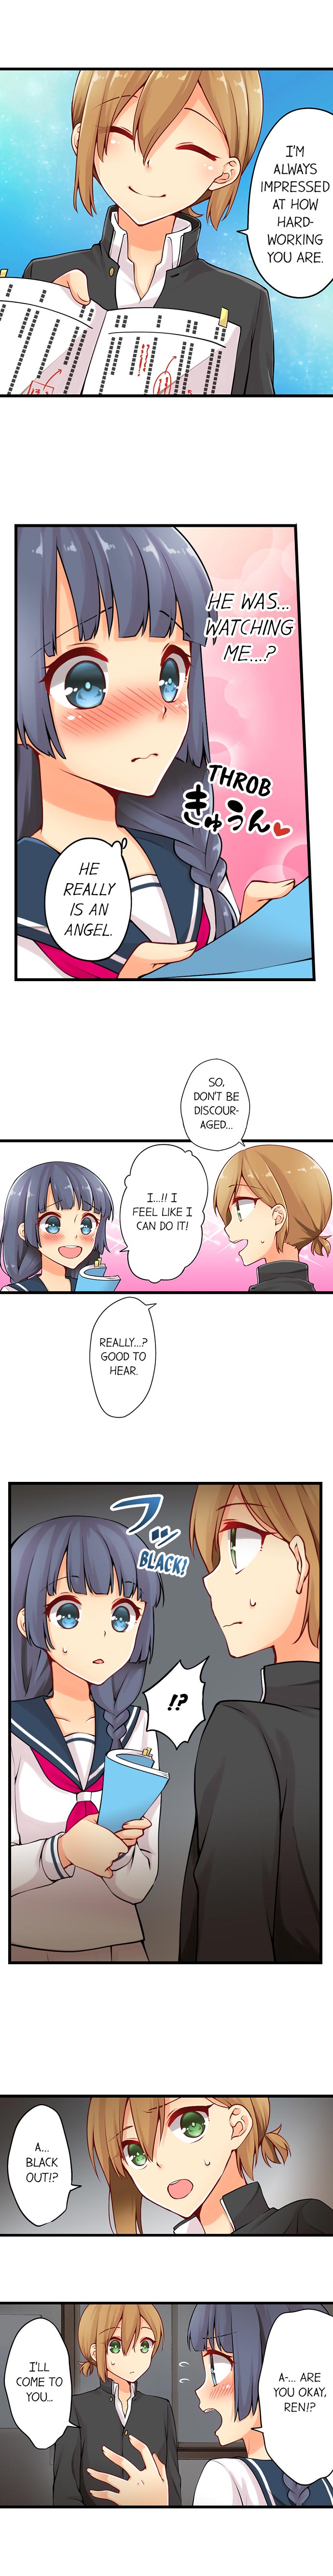 I'M
ALWAYS
IMPRESSED
AT HOW
HARD-
WORKING
YOU ARE.
HE WAS...
WATCHING
ME...?
THROB
きゅうん
HE
REALLY
IS AN
ANGEL.
SO,
DON'T BE
DISCOUR-
AGED...
I...!! I
FEEL LIKE I
CAN DO IT!
REALLY...?
GOOD TO
HEAR.
フッ
BLACK!
!?
A...
BLACK
OUT!?
A-... ARE
YOU OKAY,
REN!?
I'LL
COME TO
YOU...